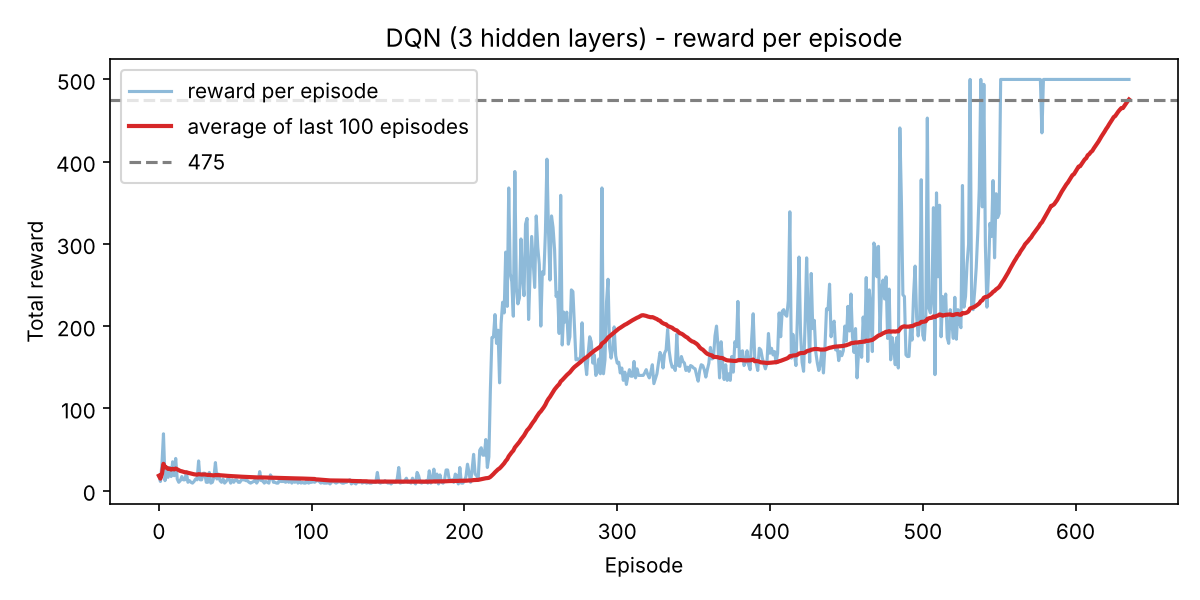 DQN (3 hidden layers) - reward per episode
reward per episode
average of last 100 episodes
475
Total reward
500
400
300
200
100
0
0 100 200 300 400 500 600
Episode